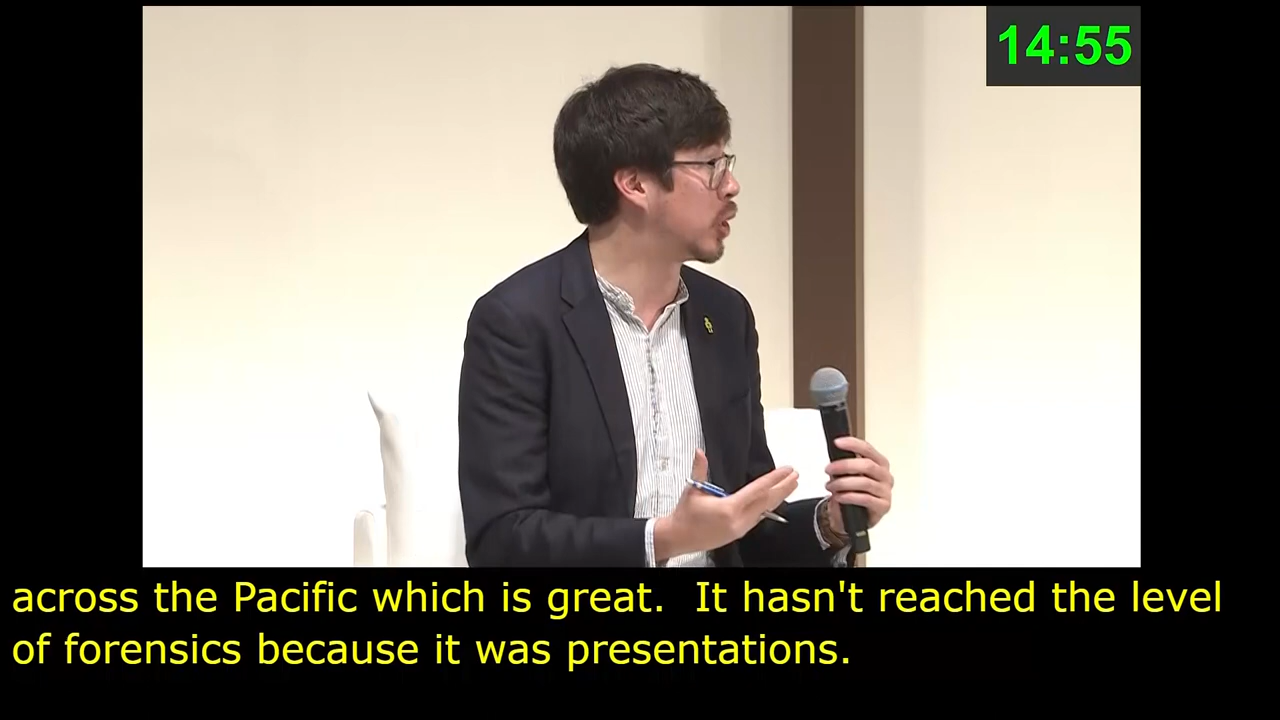 14:55
across the Pacific which is great.  It hasn't reached the level
of forensics because it was presentations.